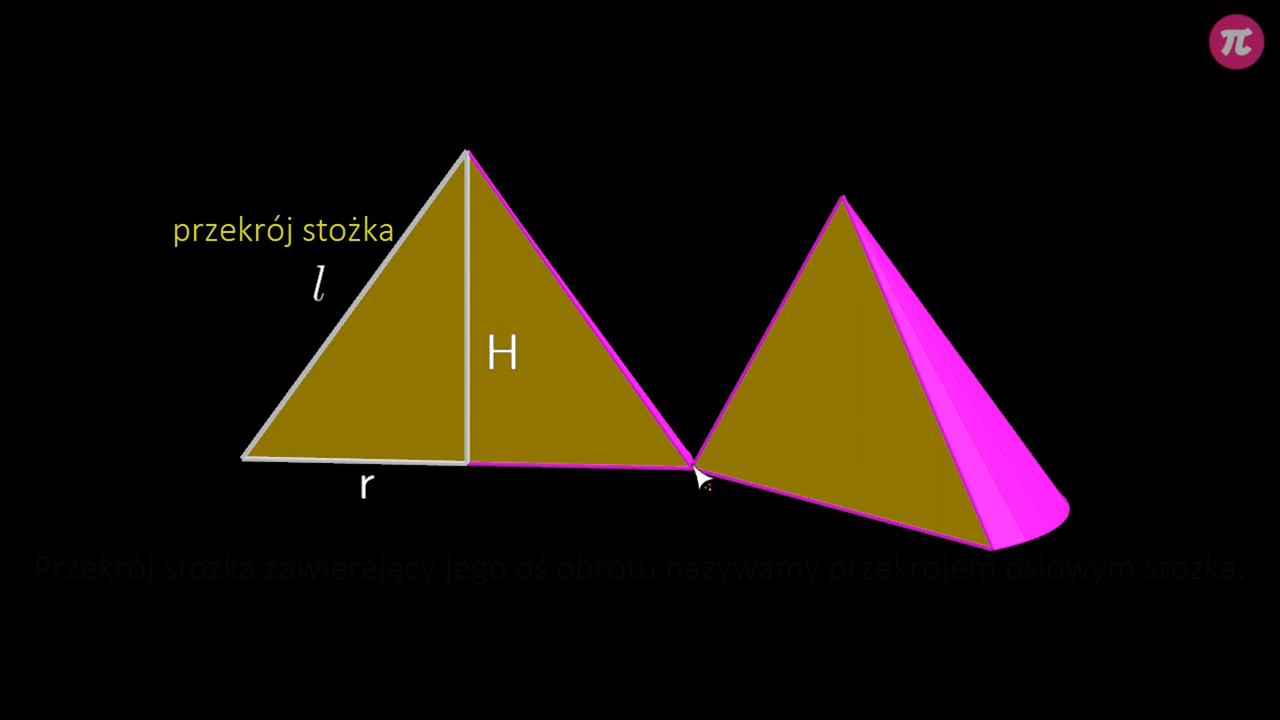 π
przekrój stożka
l
H
r
Przekrój stożka zawierający jego oś obrotu nazywamy przekrojem osiowym stożka.